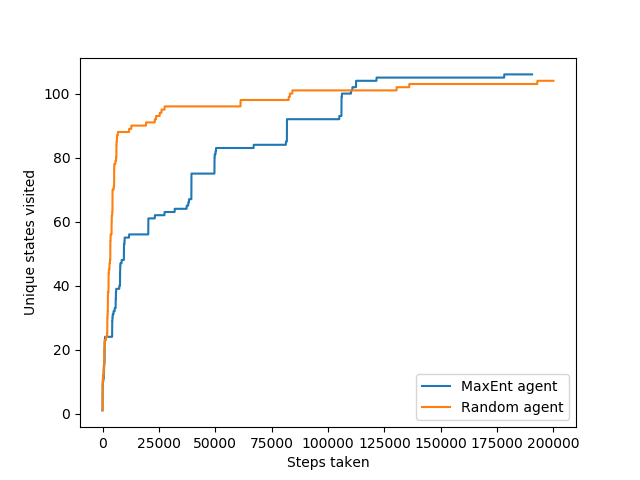 Unique states visited
100
80
60
40
20
0
0 25000 50000 75000 100000 125000 150000 175000 200000
Steps taken
MaxEnt agent
Random agent